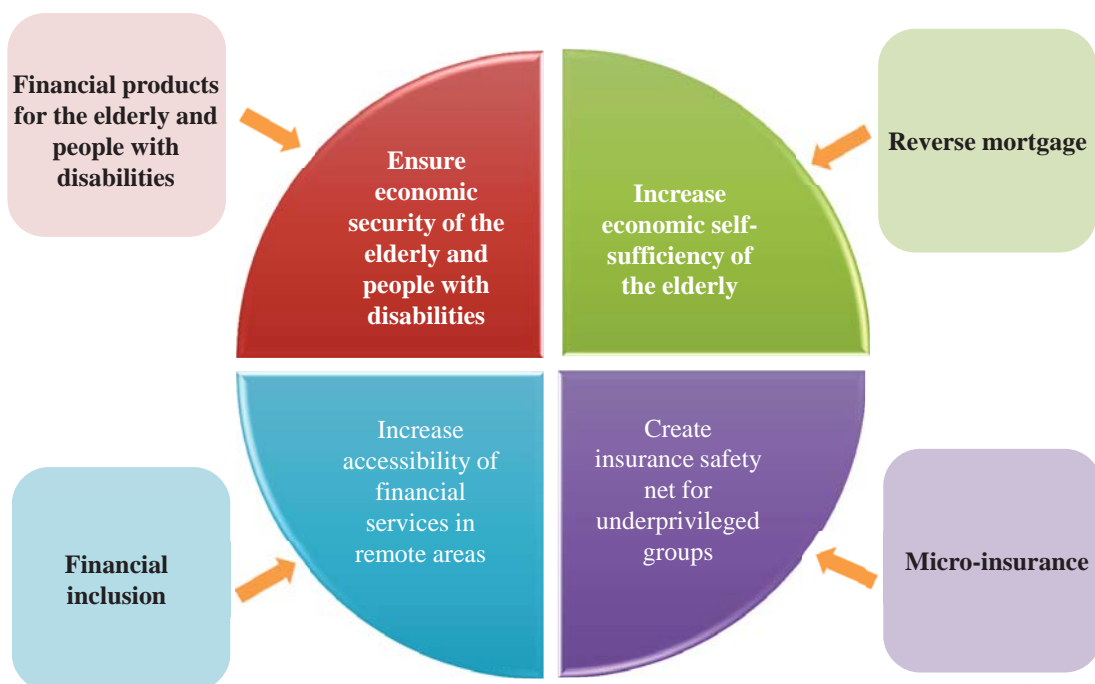 Financial products
for the elderly and
people with
disabilities
Ensure
economic
security of the
elderly and
people with
disabilities
Increase
economic self-
sufficiency of
the elderly
Reverse mortgage
Increase
accessibility of
financial
services in
remote areas
Financial
inclusion
Create
insurance safety
net for
underprivileged
groups
Micro-insurance